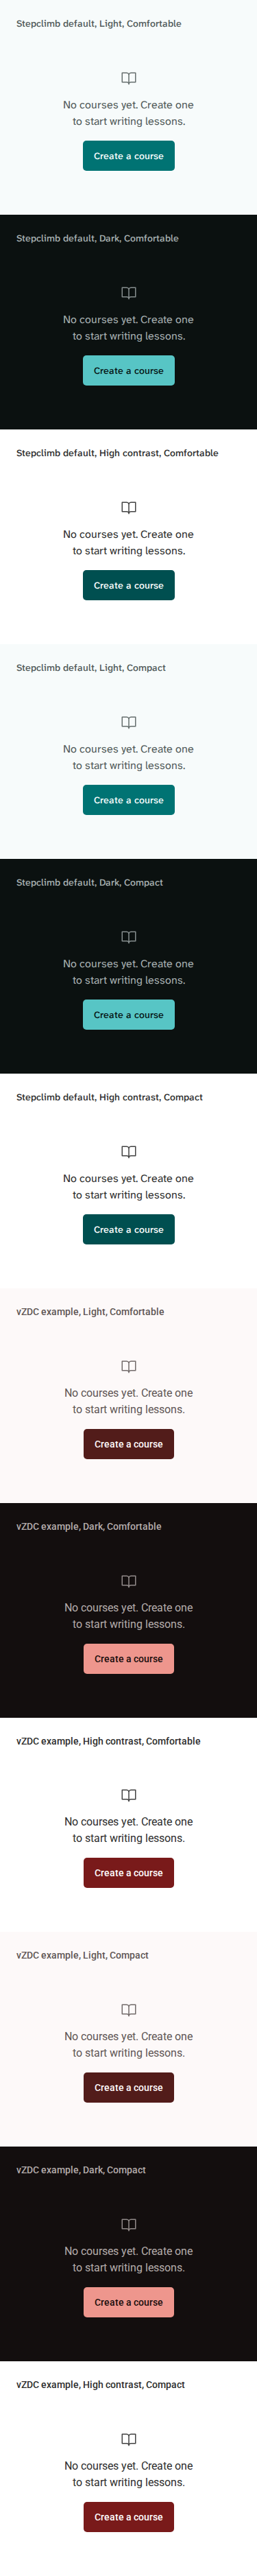 Stepclimb default, Light, Comfortable
No courses yet. Create one
to start writing lessons.
Create a course
Stepclimb default, Dark, Comfortable
No courses yet. Create one
to start writing lessons.
Create a course
Stepclimb default, High contrast, Comfortable
No courses yet. Create one
to start writing lessons.
Create a course
Stepclimb default, Light, Compact
No courses yet. Create one
to start writing lessons.
Create a course
Stepclimb default, Dark, Compact
No courses yet. Create one
to start writing lessons.
Create a course
Stepclimb default, High contrast, Compact
No courses yet. Create one
to start writing lessons.
Create a course
vZDC example, Light, Comfortable
No courses yet. Create one
to start writing lessons.
Create a course
vZDC example, Dark, Comfortable
No courses yet. Create one
to start writing lessons.
Create a course
vZDC example, High contrast, Comfortable
No courses yet. Create one
to start writing lessons.
Create a course
vZDC example, Light, Compact
No courses yet. Create one
to start writing lessons.
Create a course
vZDC example, Dark, Compact
No courses yet. Create one
to start writing lessons.
Create a course
vZDC example, High contrast, Compact
No courses yet. Create one
to start writing lessons.
Create a course